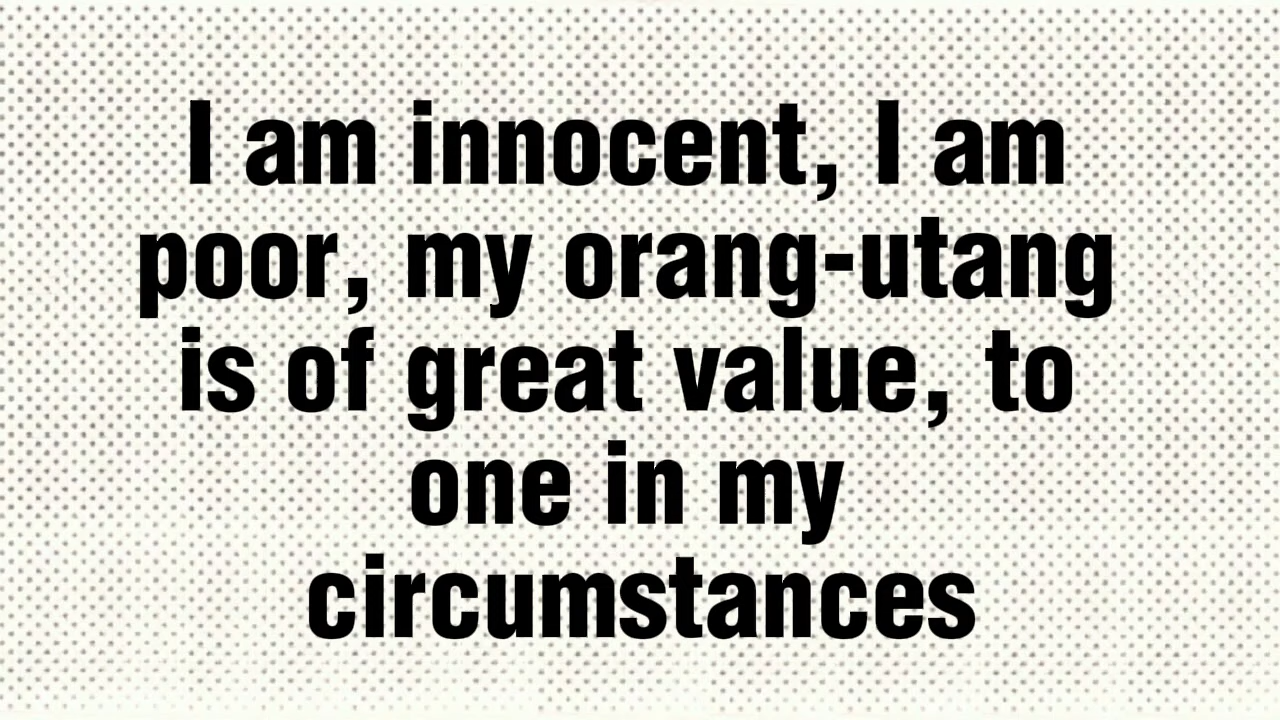 I am innocent, I am
poor, my orang-utang
is of great value, to
one in my
circumstances